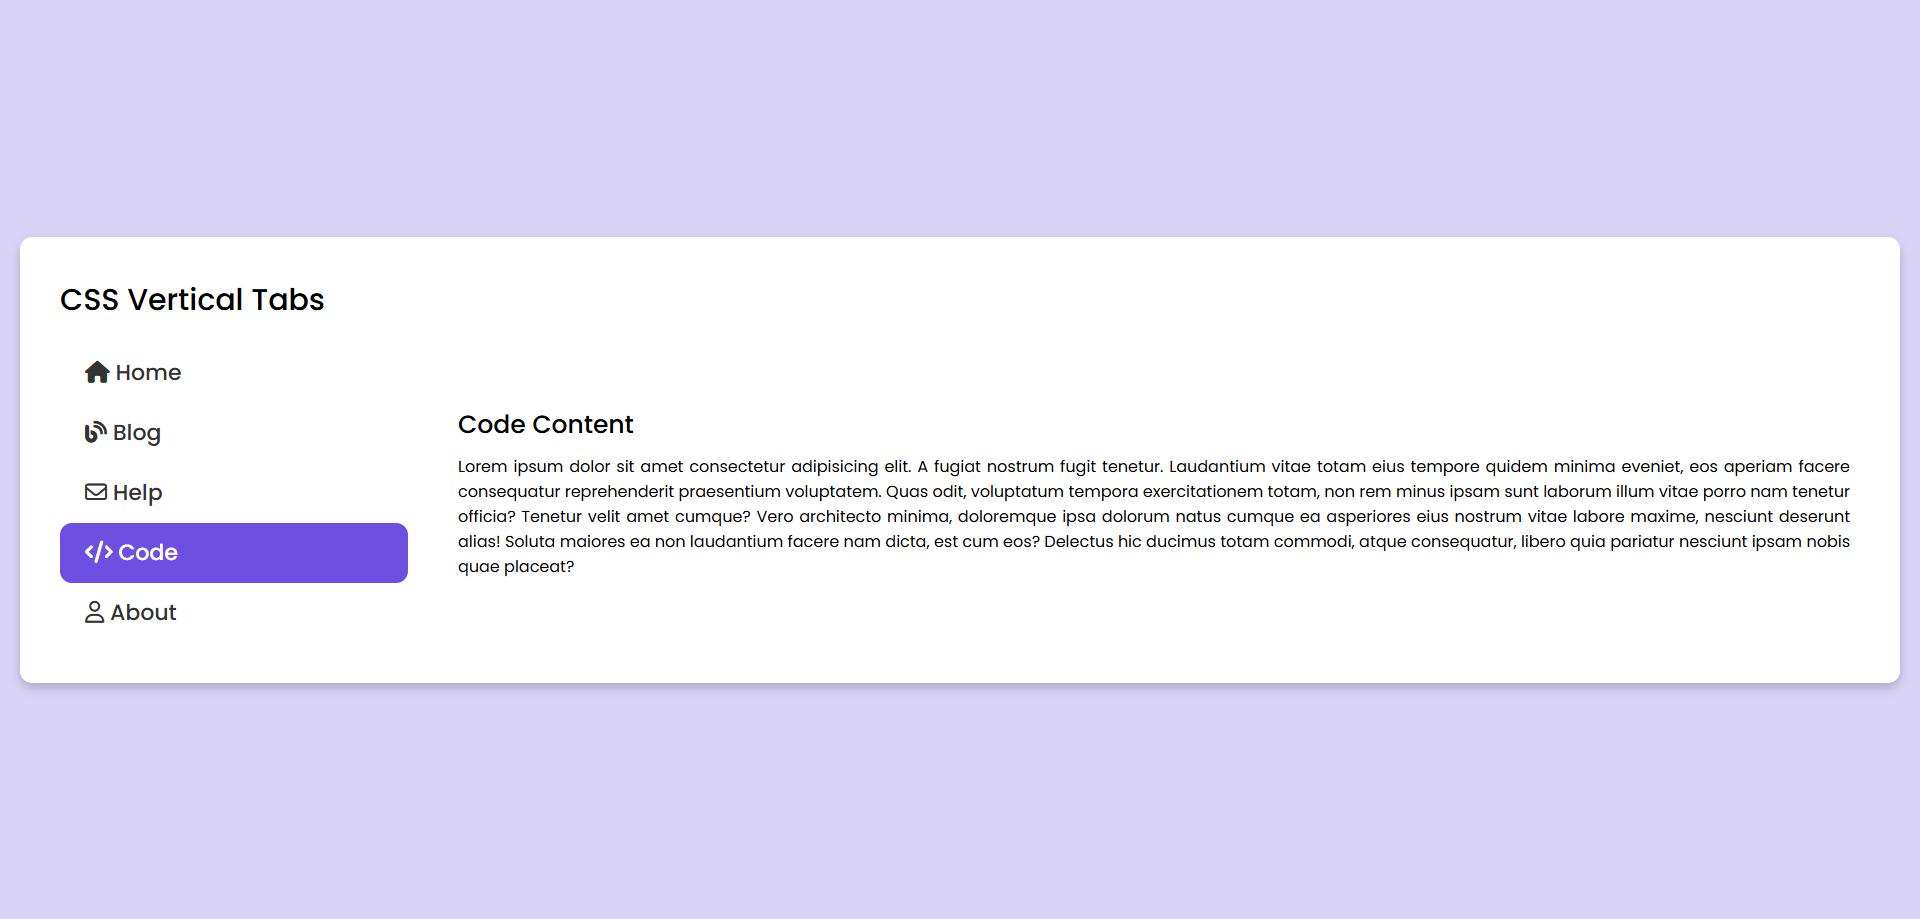 CSS Vertical Tabs
Home
Blog
Help
Code
About
Code Content
Lorem ipsum dolor sit amet consectetur adipisicing elit. A fugiat nostrum fugit tenetur. Laudantium vitae totam eius tempore quidem minima eveniet, eos aperiam facere
consequatur reprehenderit praesentium voluptatem. Quas odit, voluptatum tempora exercitationem totam, non rem minus ipsam sunt laborum illum vitae porro nam tenetur
officia? Tenetur velit amet cumque? Vero architecto minima, doloremque ipsa dolorum natus cumque ea asperiores eius nostrum vitae labore maxime, nesciunt deserunt
alias! Soluta maiores ea non laudantium facere nam dicta, est cum eos? Delectus hic ducimus totam commodi, atque consequatur, libero quia pariatur nesciunt ipsam nobis
quae placeat?